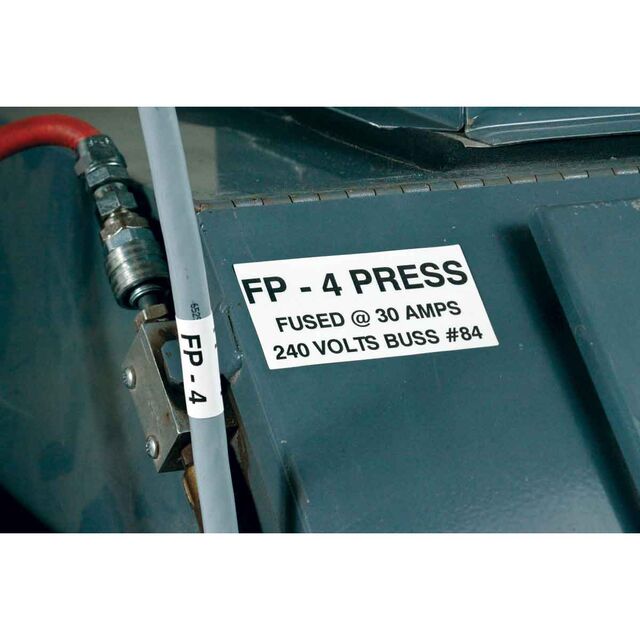 FP - 4 PRESS
FUSED @ 30 AMPS
240 VOLTS BUSS #84
FP - 4